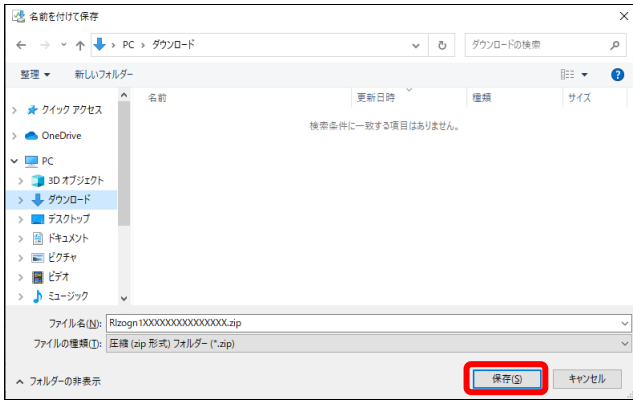 名前を付けて保存
PC › ダウンロード
ダウンロードの検索
整理
新しいフォルダー
名前
更新日時
種類
サイズ
検索条件に一致する項目はありません。
クイック アクセス
OneDrive
PC
3D オブジェクト
ダウンロード
デスクトップ
ドキュメント
ピクチャ
ビデオ
ミュージック
ファイル名(N): RIzogn1XXXXXXXXXXXXXXX.zip
ファイルの種類(T): 圧縮 (zip 形式) フォルダー (*.zip)
フォルダーの非表示
保存(S)
キャンセル